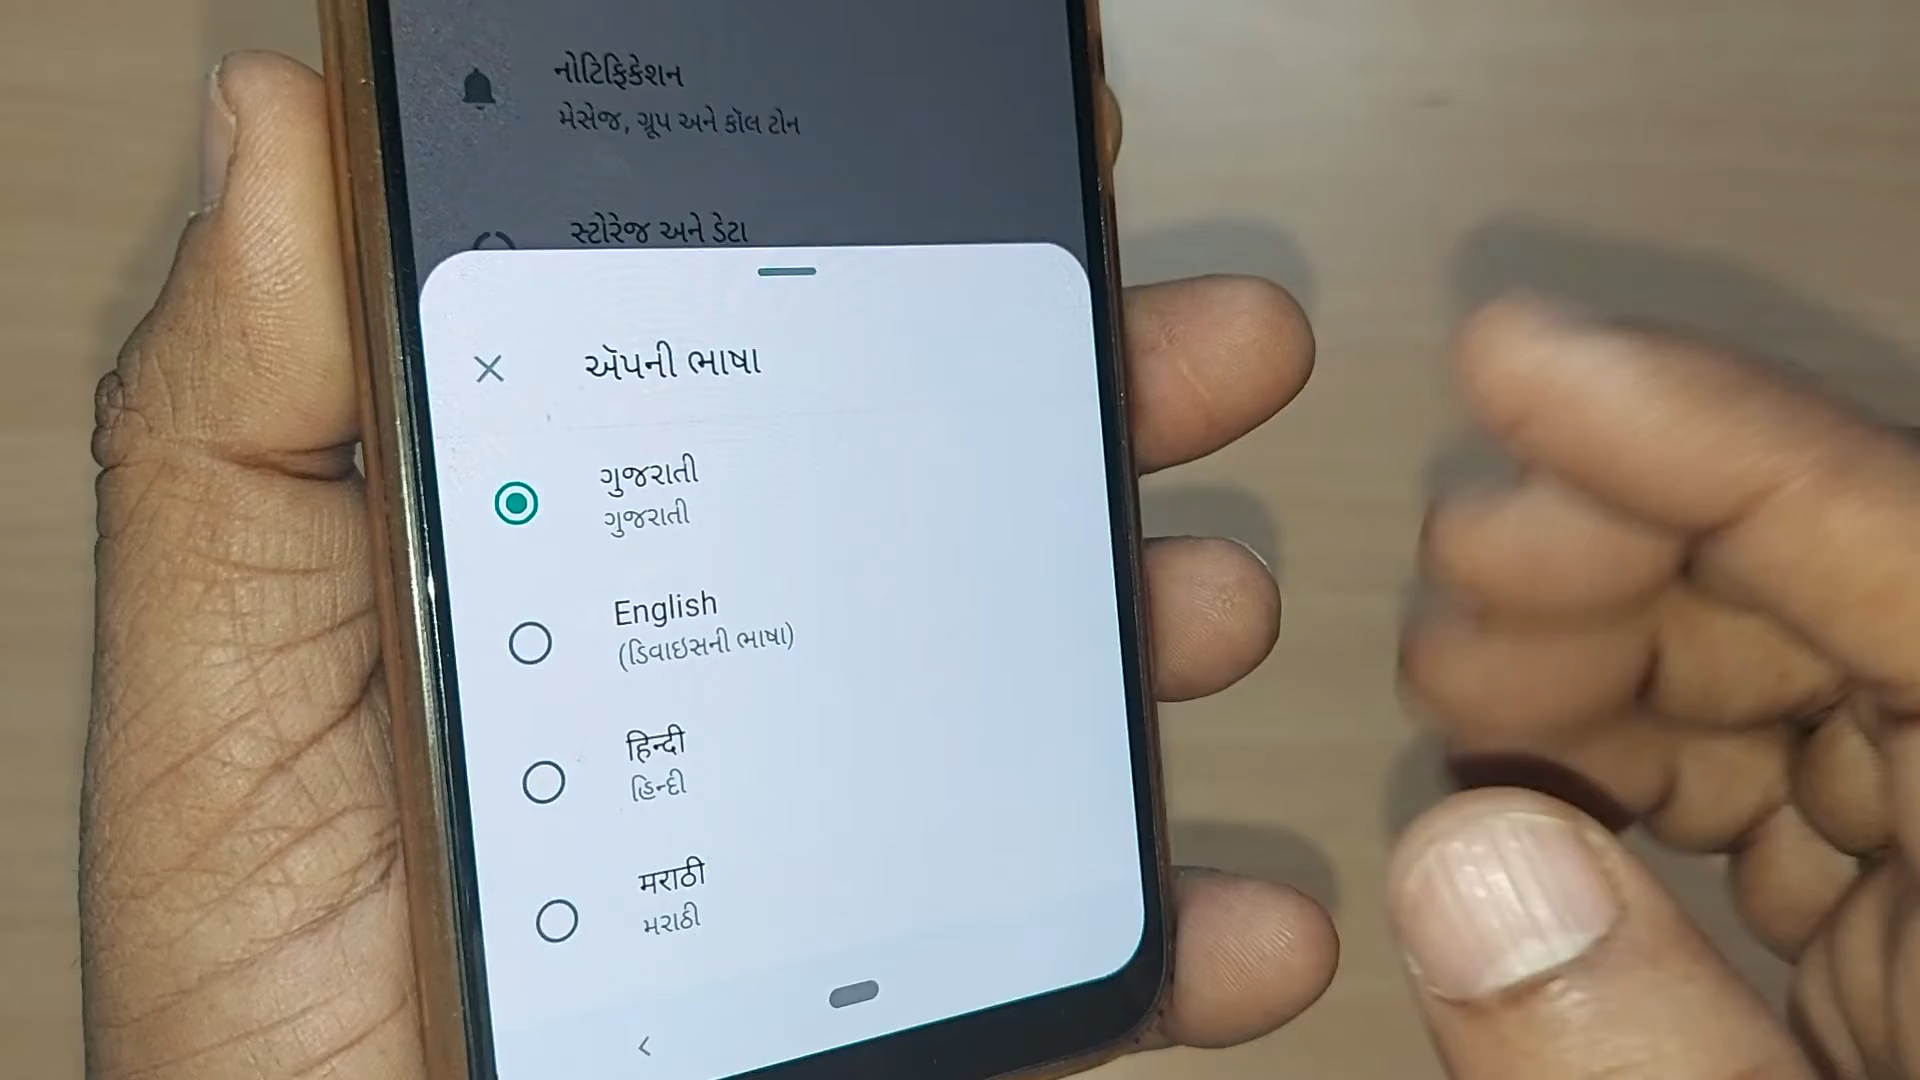 નોટિફિકેશન
મેસેજ, ગ્રૂપ અને કૉલ ટોન
સ્ટોરેજ અને ડેટા
ઍપની ભાષા
ગુજરાતી
ગુજરાતી
English
(ડિવાઇસની ભાષા)
हिन्दी
હિન્દી
मराठी
મરાઠી